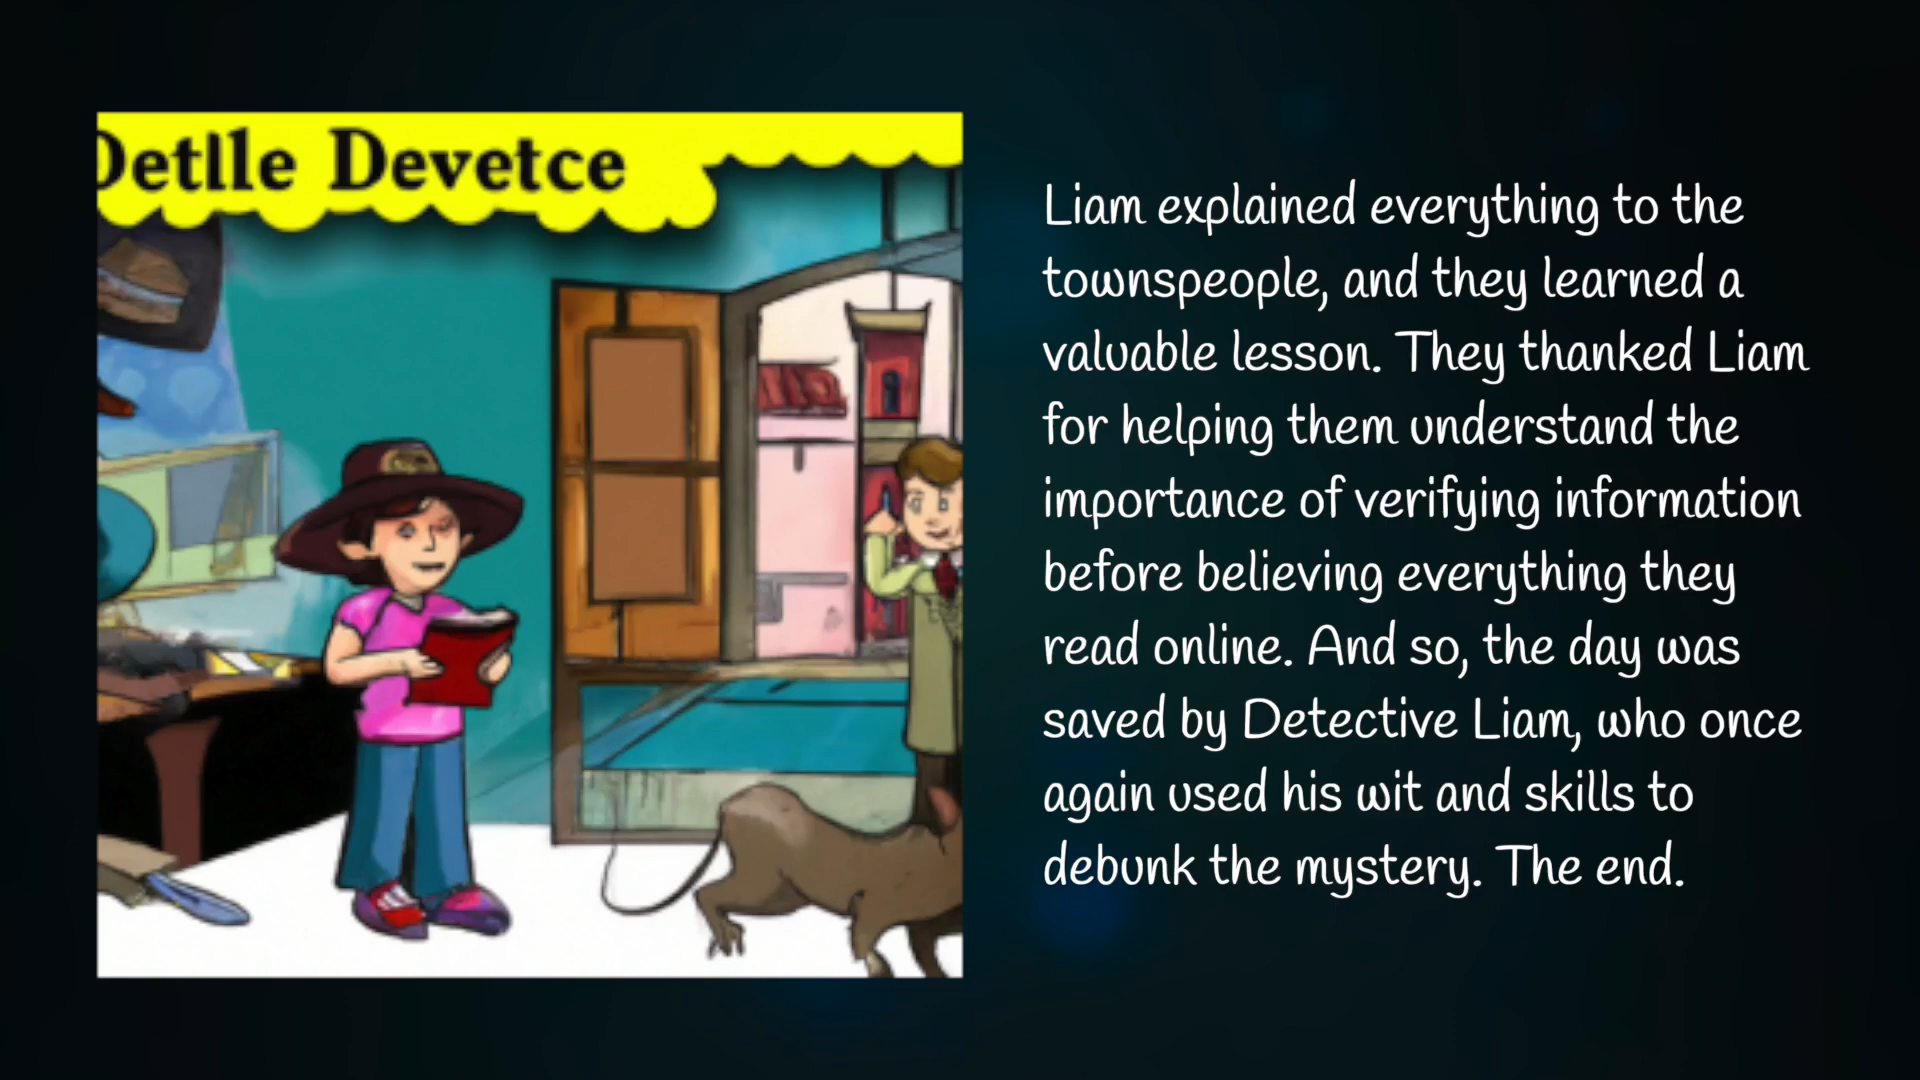 Detlle Devetce
Liam explained everything to the
townspeople, and they learned a
valuable lesson. They thanked Liam
for helping them understand the
importance of verifying information
before believing everything they
read online. And so, the day was
saved by Detective Liam, who once
again used his wit and skills to
debunk the mystery. The end.